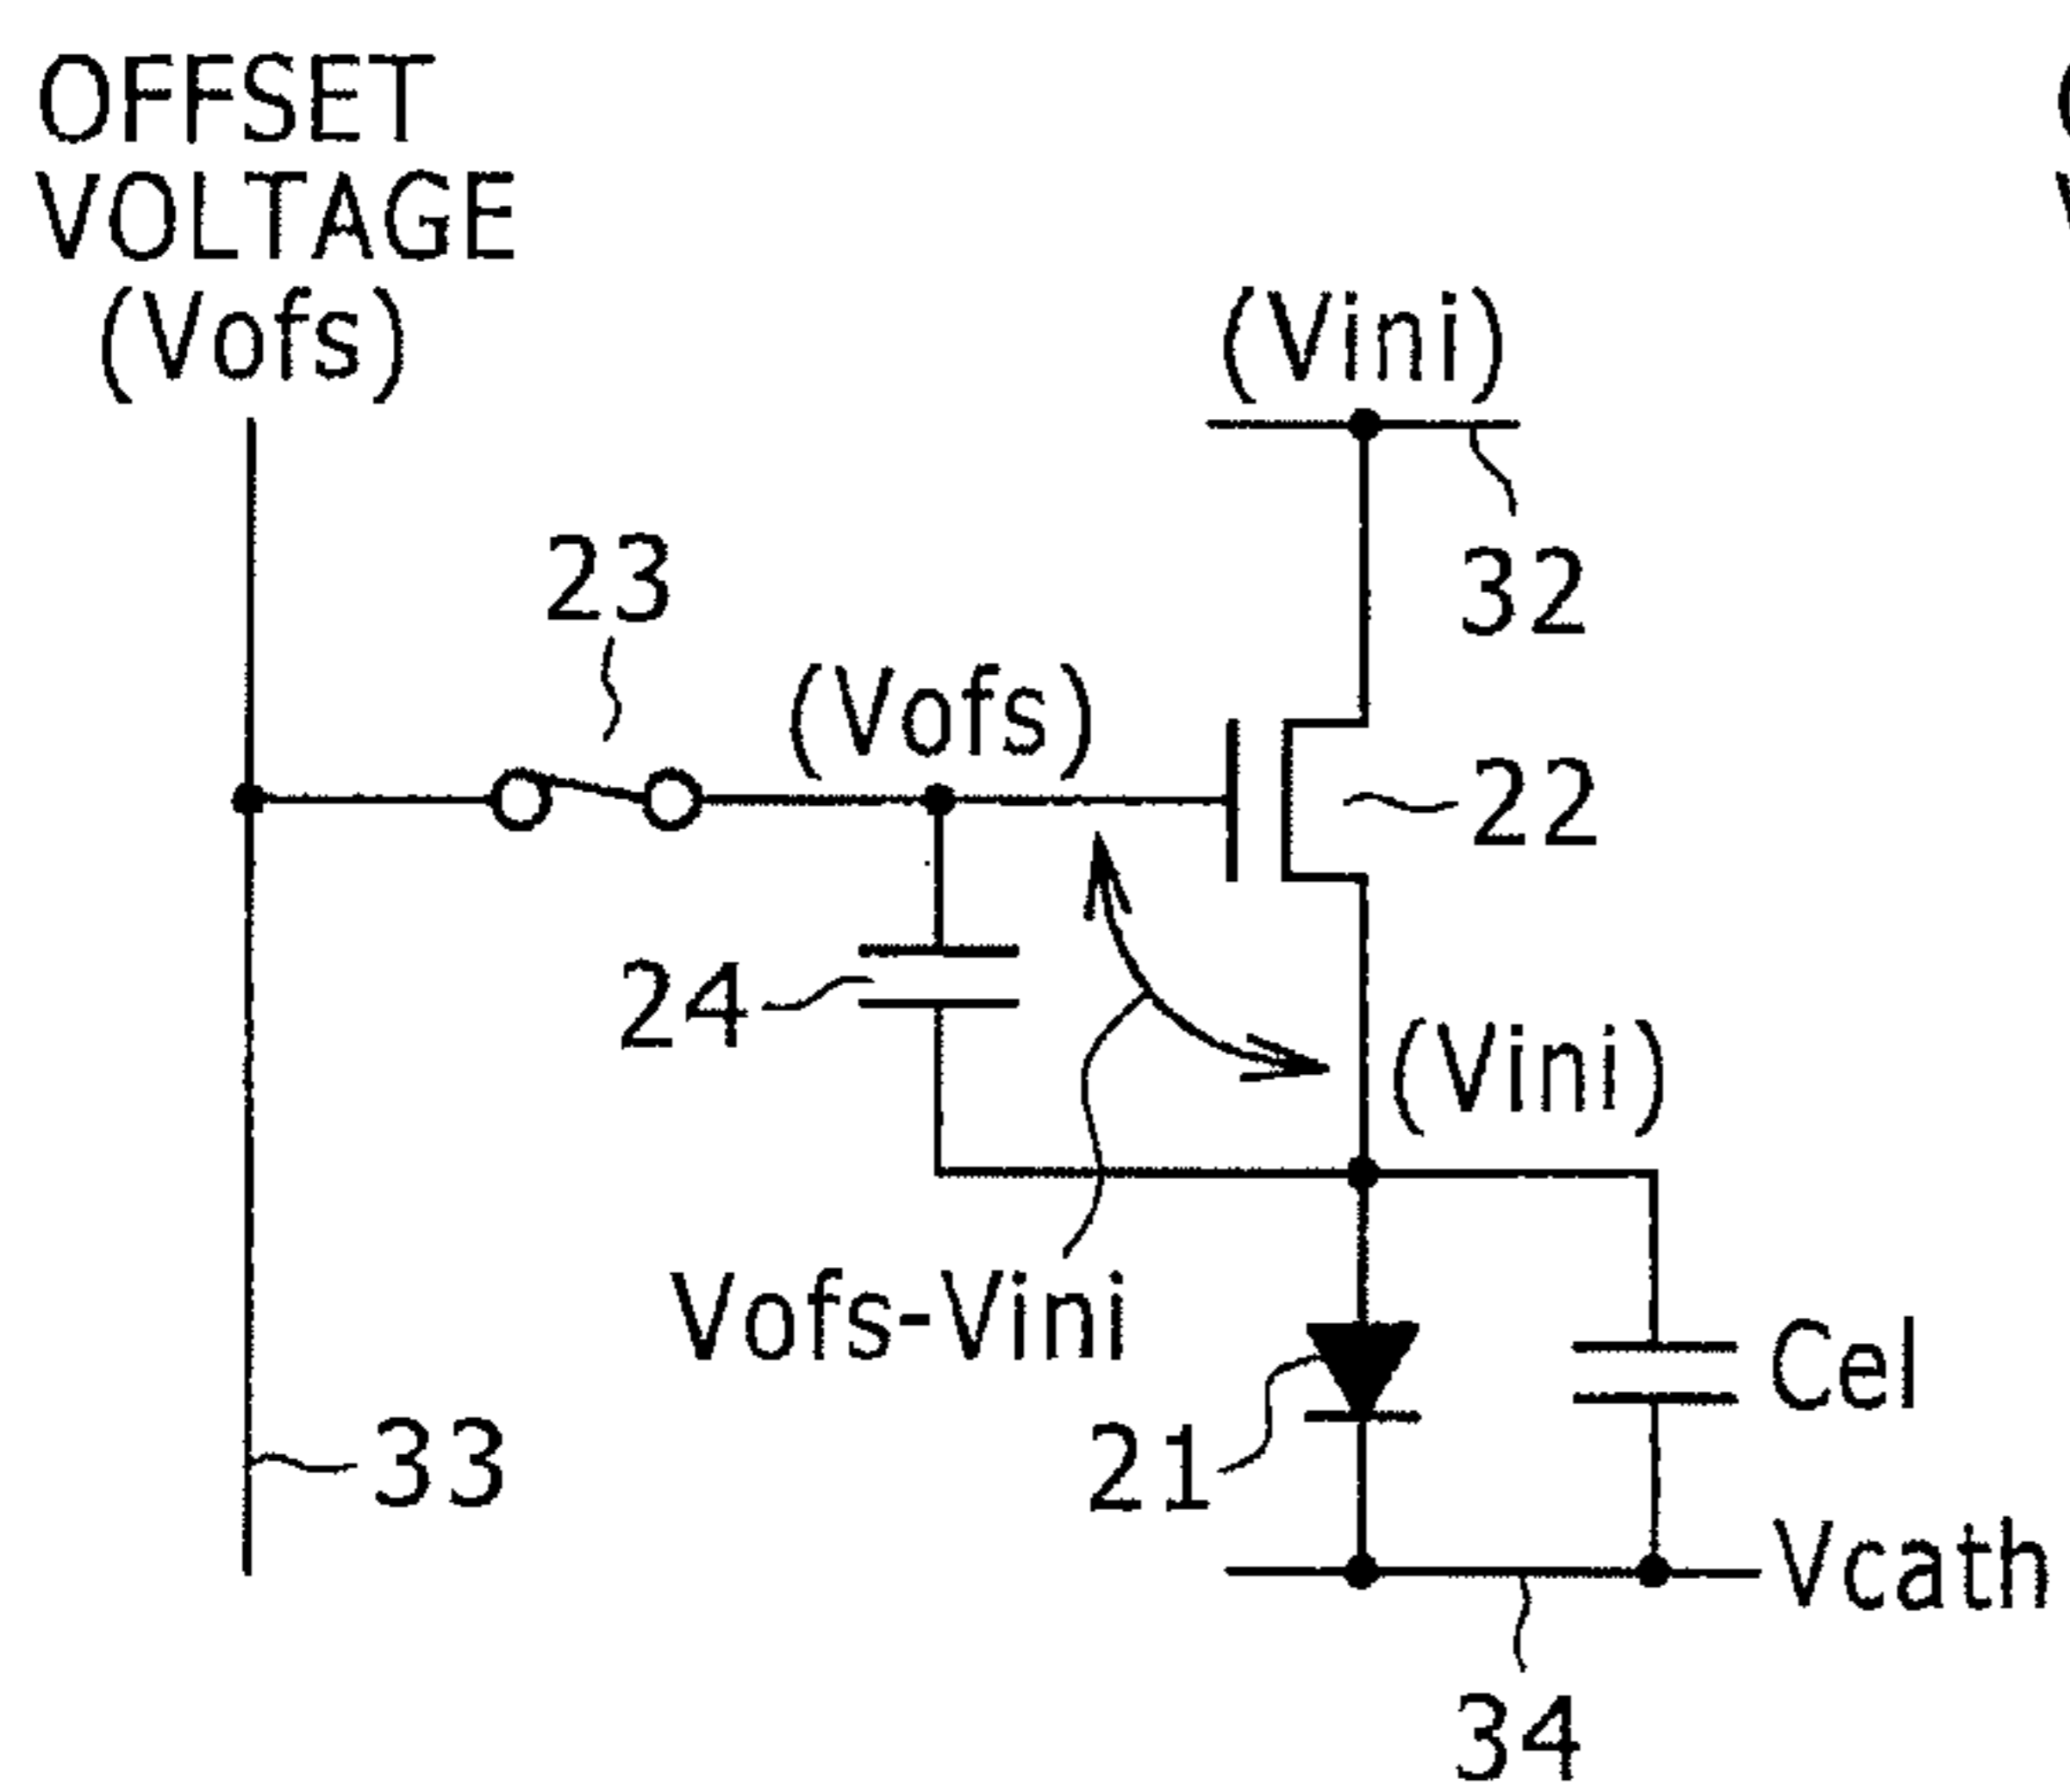 OFFSET
VOLTAGE
(Vofs)
(Vini)
23
32
(Vofs)
22
24
(Vini)
Vofs-Vini
Cel
21
33
Vcath
34